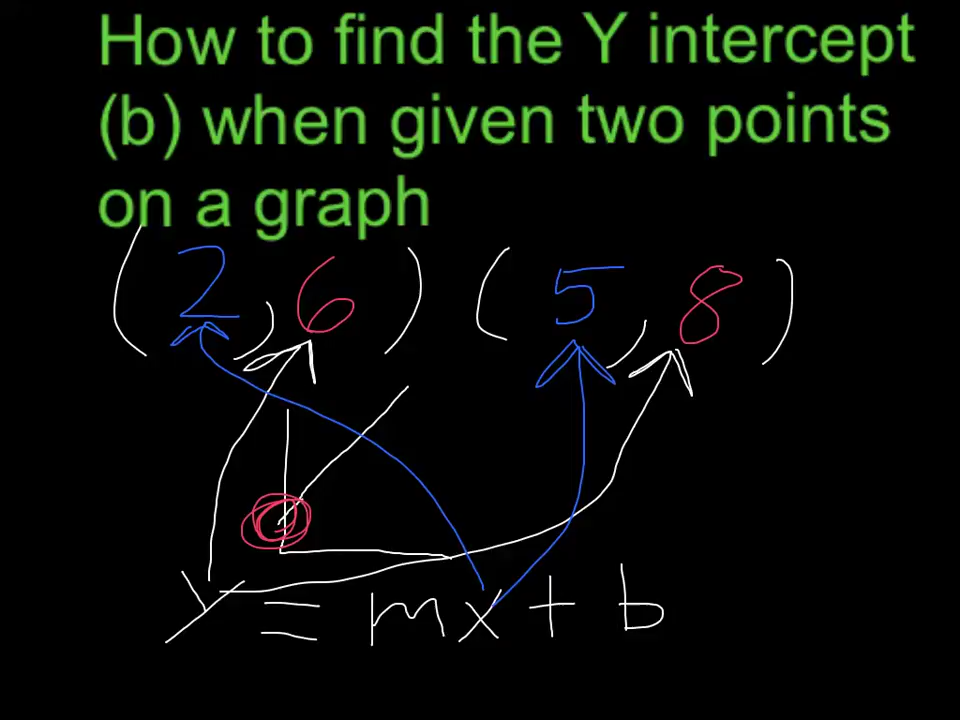 How to find the Y intercept
(b) when given two points
on a graph
(2, 6) (5, 8)
y = mx + b